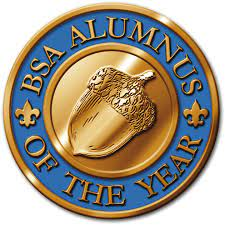 BSA ALUMNUS
OF THE YEAR